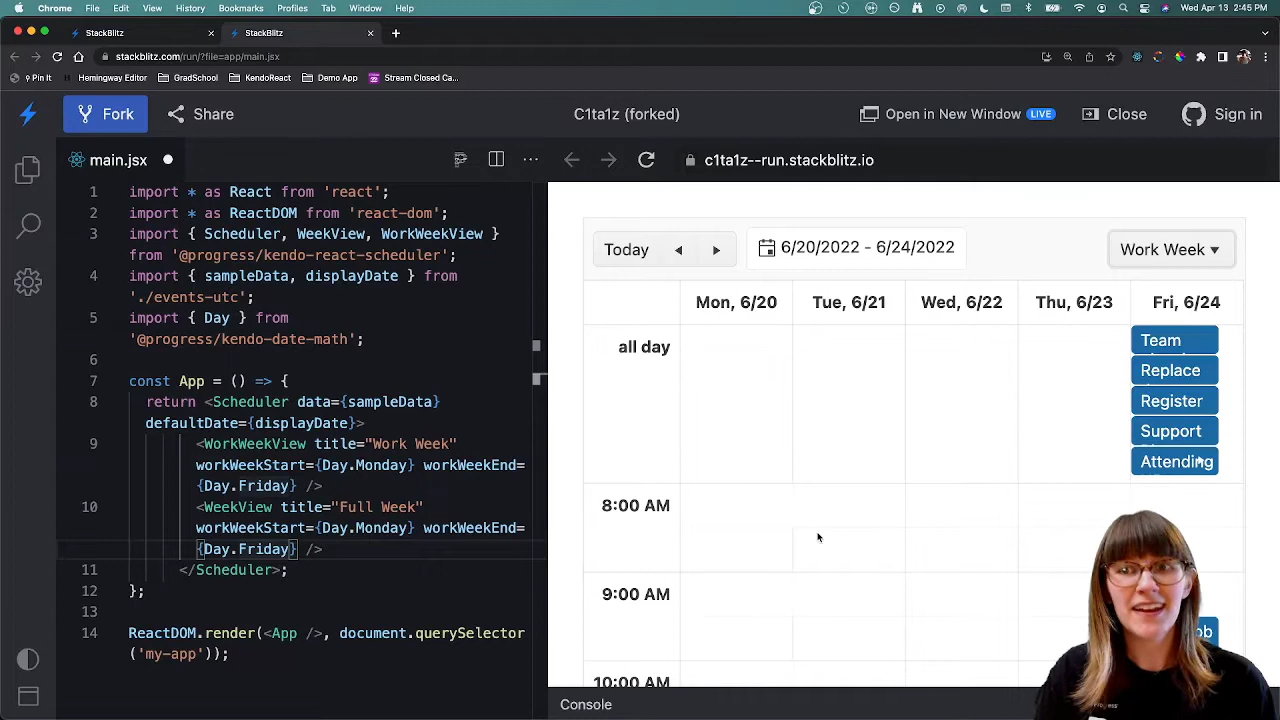 Chrome File Edit View History Bookmarks Profiles Tab Window Help Wed Apr 13 2:45 PM
StackBlitz StackBlitz
stackblitz.com/run/?file=app/main.jsx
Pin It Hemingway Editor GradSchool KendoReact Demo App Stream Closed Ca...
Fork Share C1ta1z (forked) Open in New Window LIVE Close Sign in
main.jsx c1ta1z--run.stackblitz.io
1 import * as React from 'react';
2 import * as ReactDOM from 'react-dom';
3 import { Scheduler, WeekView, WorkWeekView }
from '@progress/kendo-react-scheduler';
4 import { sampleData, displayDate } from
'./events-utc';
5 import { Day } from
'@progress/kendo-date-math';
6
7 const App = () => {
8 return <Scheduler data={sampleData}
defaultDate={displayDate}>
9 <WorkWeekView title="Work Week"
workWeekStart={Day.Monday} workWeekEnd=
{Day.Friday} />
10 <WeekView title="Full Week"
workWeekStart={Day.Monday} workWeekEnd=
{Day.Friday} />
11 </Scheduler>;
12 };
13
14 ReactDOM.render(<App />, document.querySelector
('my-app'));
Today 6/20/2022 - 6/24/2022 Work Week
Mon, 6/20 Tue, 6/21 Wed, 6/22 Thu, 6/23 Fri, 6/24
all day
Team
Replace
Register
Support
Attending
8:00 AM
9:00 AM
10:00 AM
Console